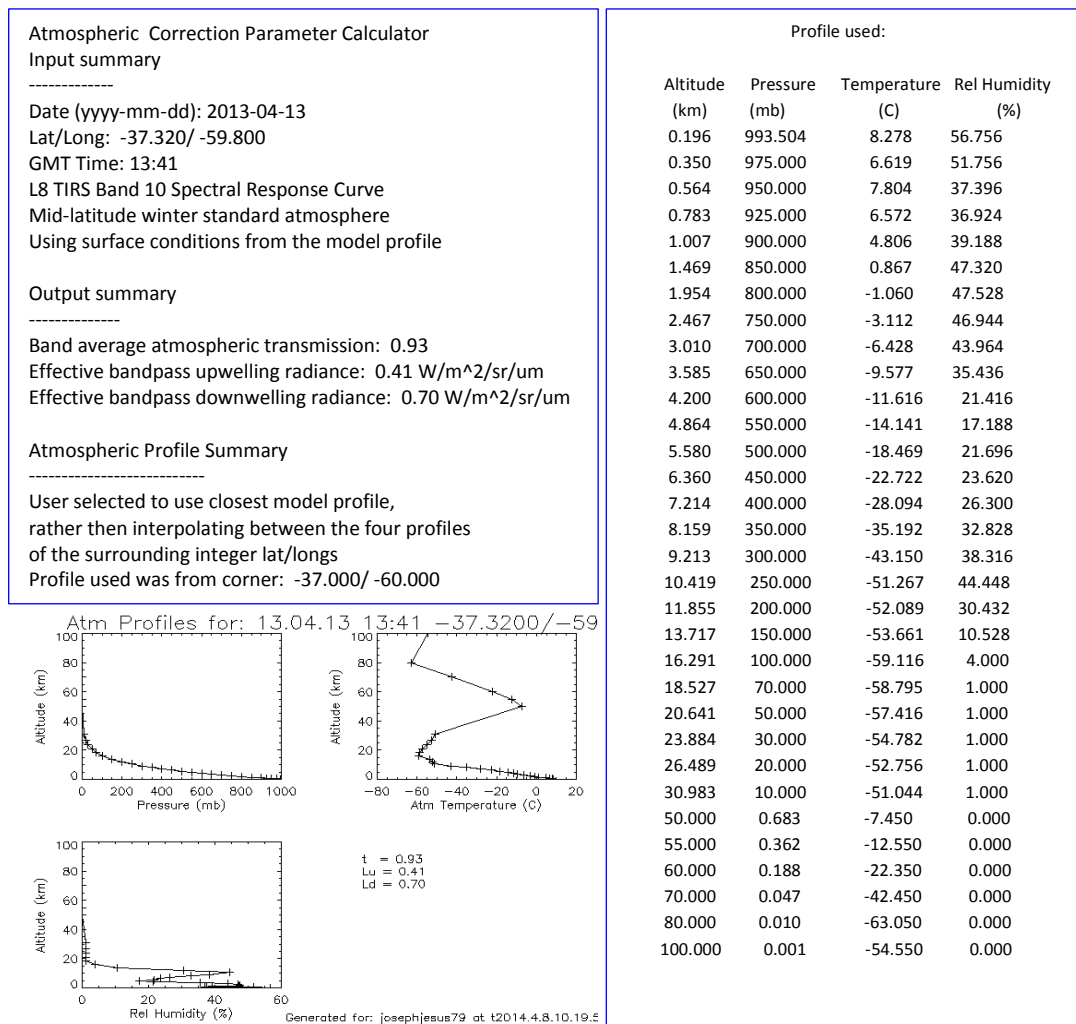 Atmospheric  Correction Parameter Calculator
Input summary
-------------
Date (yyyy-mm-dd): 2013-04-13
Lat/Long:  -37.320/ -59.800
GMT Time: 13:41
L8 TIRS Band 10 Spectral Response Curve
Mid-latitude winter standard atmosphere
Using surface conditions from the model profile
Output summary
--------------
Band average atmospheric transmission:  0.93
Effective bandpass upwelling radiance:  0.41 W/m^2/sr/um
Effective bandpass downwelling radiance:  0.70 W/m^2/sr/um
Atmospheric Profile Summary
---------------------------
User selected to use closest model profile,
rather then interpolating between the four profiles
of the surrounding integer lat/longs
Profile used was from corner:  -37.000/ -60.000
Profile used:
Altitude Pressure Temperature Rel Humidity
(km) (mb) (C) (%)
0.196 993.504 8.278 56.756
0.350 975.000 6.619 51.756
0.564 950.000 7.804 37.396
0.783 925.000 6.572 36.924
1.007 900.000 4.806 39.188
1.469 850.000 0.867 47.320
1.954 800.000 -1.060 47.528
2.467 750.000 -3.112 46.944
3.010 700.000 -6.428 43.964
3.585 650.000 -9.577 35.436
4.200 600.000 -11.616 21.416
4.864 550.000 -14.141 17.188
5.580 500.000 -18.469 21.696
6.360 450.000 -22.722 23.620
7.214 400.000 -28.094 26.300
8.159 350.000 -35.192 32.828
9.213 300.000 -43.150 38.316
10.419 250.000 -51.267 44.448
11.855 200.000 -52.089 30.432
13.717 150.000 -53.661 10.528
16.291 100.000 -59.116 4.000
18.527 70.000 -58.795 1.000
20.641 50.000 -57.416 1.000
23.884 30.000 -54.782 1.000
26.489 20.000 -52.756 1.000
30.983 10.000 -51.044 1.000
50.000 0.683 -7.450 0.000
55.000 0.362 -12.550 0.000
60.000 0.188 -22.350 0.000
70.000 0.047 -42.450 0.000
80.000 0.010 -63.050 0.000
100.000 0.001 -54.550 0.000
Atm Profiles for: 13.04.13 13:41 -37.3200/-59
100
80
60
40
20
0
Altitude (km)
0 200 400 600 800 1000
Pressure (mb)
100
80
60
40
20
0
Altitude (km)
-80 -60 -40 -20 0 20
Atm Temperature (C)
100
80
60
40
20
0
Altitude (km)
0 20 40 60
Rel Humidity (%)
t = 0.93
Lu = 0.41
Ld = 0.70
Generated for: josephjesus79 at t2014.4.8.10.19.5